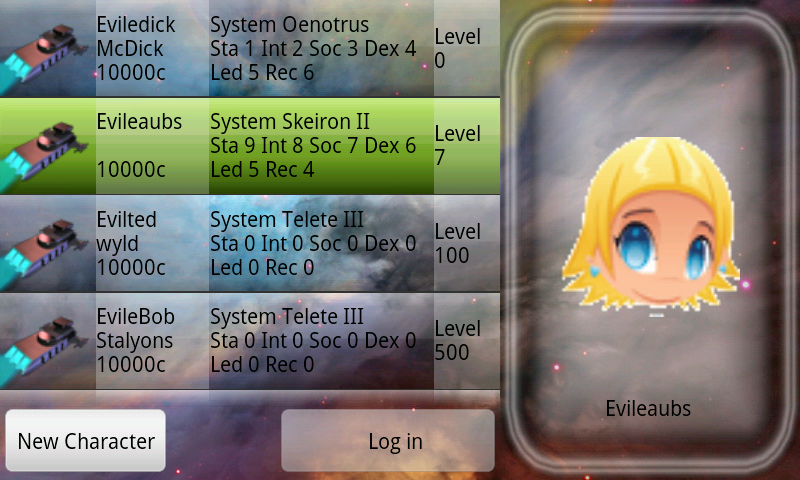 Eviledick
McDick
10000c
System Oenotrus
Sta 1 Int 2 Soc 3 Dex 4
Led 5 Rec 6
Level
0
Evileaubs
10000c
System Skeiron II
Sta 9 Int 8 Soc 7 Dex 6
Led 5 Rec 4
Level
7
Evilted
wyld
10000c
System Telete III
Sta 0 Int 0 Soc 0 Dex 0
Led 0 Rec 0
Level
100
EvileBob
Stalyons
10000c
System Telete III
Sta 0 Int 0 Soc 0 Dex 0
Led 0 Rec 0
Level
500
New Character
Log in
Evileaubs